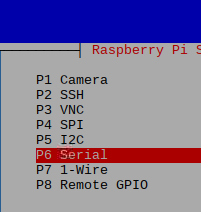 Raspberry Pi S
P1 Camera
P2 SSH
P3 VNC
P4 SPI
P5 I2C
P6 Serial
P7 1-Wire
P8 Remote GPIO